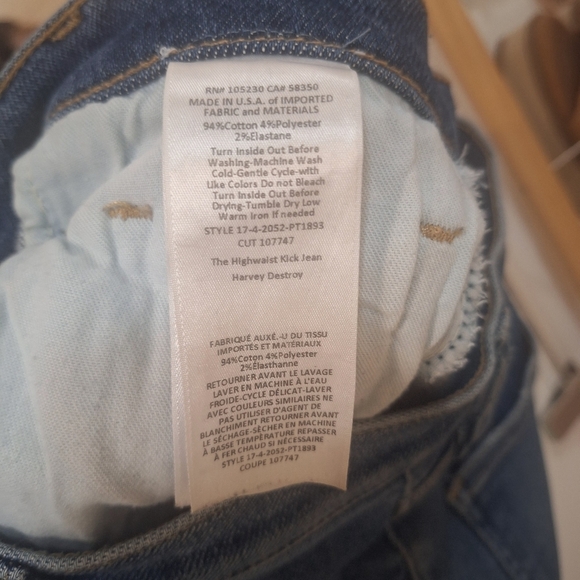 RN# 105230 CA# 58350
MADE IN U.S.A. of IMPORTED
FABRIC and MATERIALS
94%Cotton 4%Polyester
2%Elastane
Turn Inside Out Before
Washing-Machine Wash
Cold-Gentle Cycle-with
Like Colors Do not Bleach
Turn Inside Out Before
Drying-Tumble Dry Low
Warm Iron if needed
STYLE 17-4-2052-PT1893
CUT 107747
The Highwaist Kick Jean
Harvey Destroy
FABRIQUÉ AUXÉ.-U DU TISSU
IMPORTÉS ET MATÉRIAUX
94%Coton 4%Polyester
2%Élasthanne
RETOURNER AVANT LE LAVAGE
LAVER EN MACHINE À L'EAU
FROIDE-CYCLE DÉLICAT-LAVER
AVEC COULEURS SIMILAIRES NE
PAS UTILISER D'AGENT DE
BLANCHIMENT RETOURNER AVANT
LE SÉCHAGE-SÉCHER EN MACHINE
À BASSE TEMPÉRATURE REPASSER
À FER CHAUD SI NÉCESSAIRE
STYLE 17-4-2052-PT1893
COUPE 107747